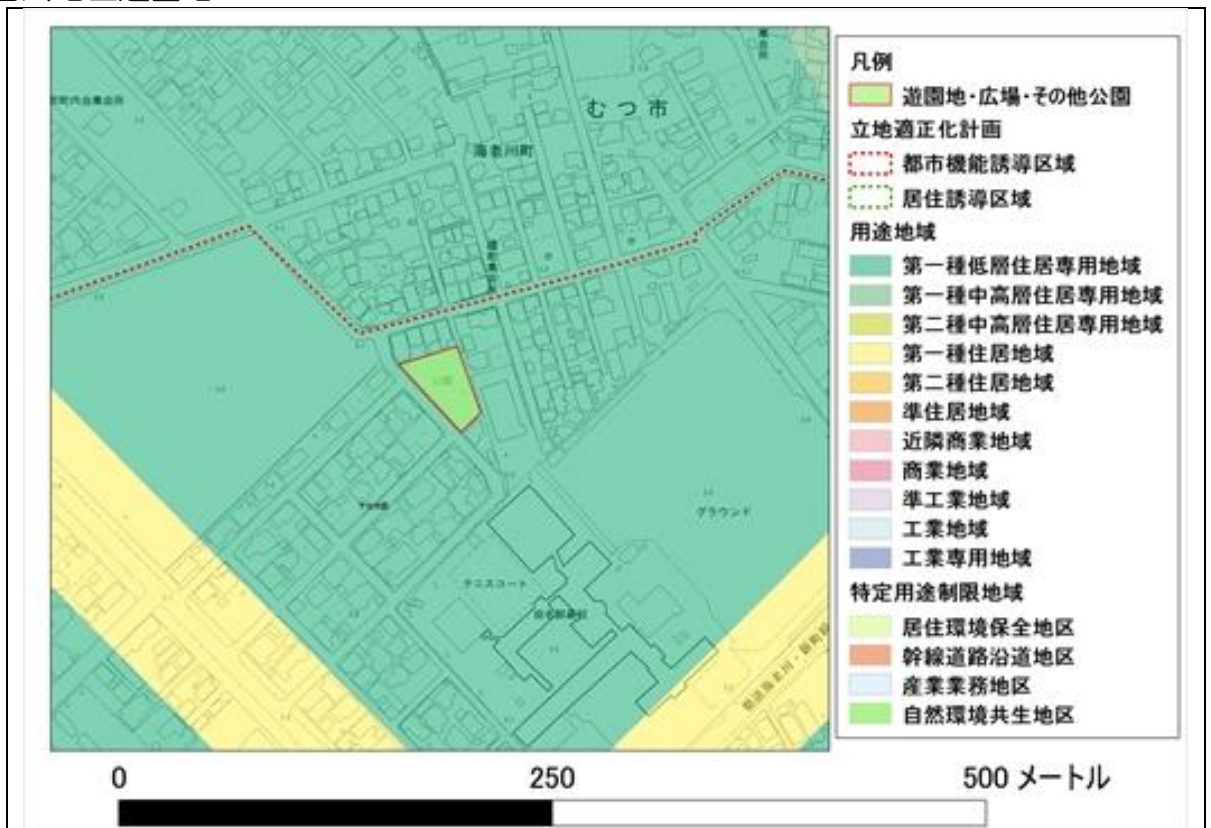 むつ市
海老川町
グラウンド
テニスコート
凡例
遊園地・広場・その他公園
立地適正化計画
都市機能誘導区域
居住誘導区域
用途地域
第一種低層住居専用地域
第一種中高層住居専用地域
第二種中高層住居専用地域
第一種住居地域
第二種住居地域
準住居地域
近隣商業地域
商業地域
準工業地域
工業地域
工業専用地域
特定用途制限地域
居住環境保全地区
幹線道路沿道地区
産業業務地区
自然環境共生地区
0 250 500 メートル